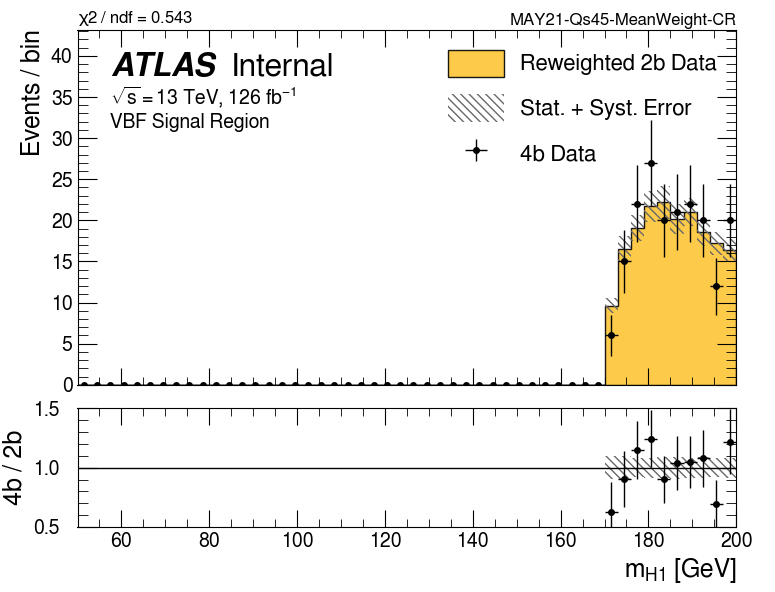 χ2 / ndf = 0.543
MAY21-Qs45-MeanWeight-CR
Events / bin
ATLAS Internal
√s = 13 TeV, 126 fb−1
VBF Signal Region
Reweighted 2b Data
Stat. + Syst. Error
4b Data
40
35
30
25
20
15
10
5
0
4b / 2b
1.5
1.0
0.5
60 80 100 120 140 160 180 200
mH1 [GeV]